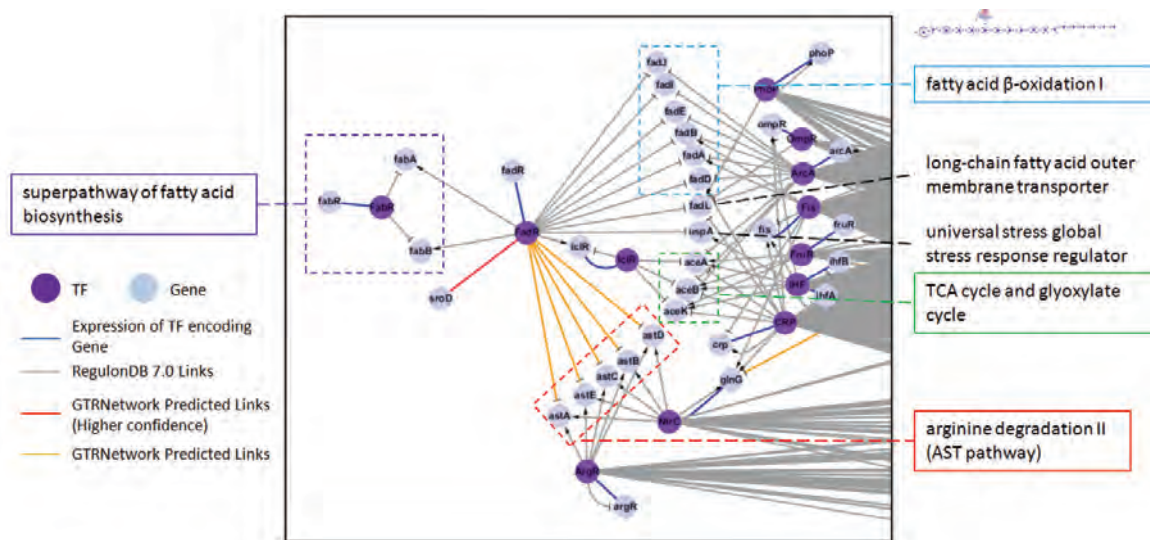 superpathway of fatty acid
biosynthesis
TF
Gene
Expression of TF encoding
Gene
RegulonDB 7.0 Links
GTRNetwork Predicted Links
(Higher confidence)
GTRNetwork Predicted Links
fabA
fabR
FabR
fabB
fadR
FadR
sroD
iclR
IclR
fadJ
fadI
fadE
fadB
fadA
fadD
fadL
uspA
aceA
aceB
aceK
astD
astB
astC
astE
astA
ArgR
argR
NtrC
glnG
crp
CRP
phoP
PhoP
ompR
OmpR
arcA
ArcA
Fis
fis
fruR
FruR
ihfB
IHF
ihfA
fatty acid β-oxidation I
long-chain fatty acid outer
membrane transporter
universal stress global
stress response regulator
TCA cycle and glyoxylate
cycle
arginine degradation II
(AST pathway)